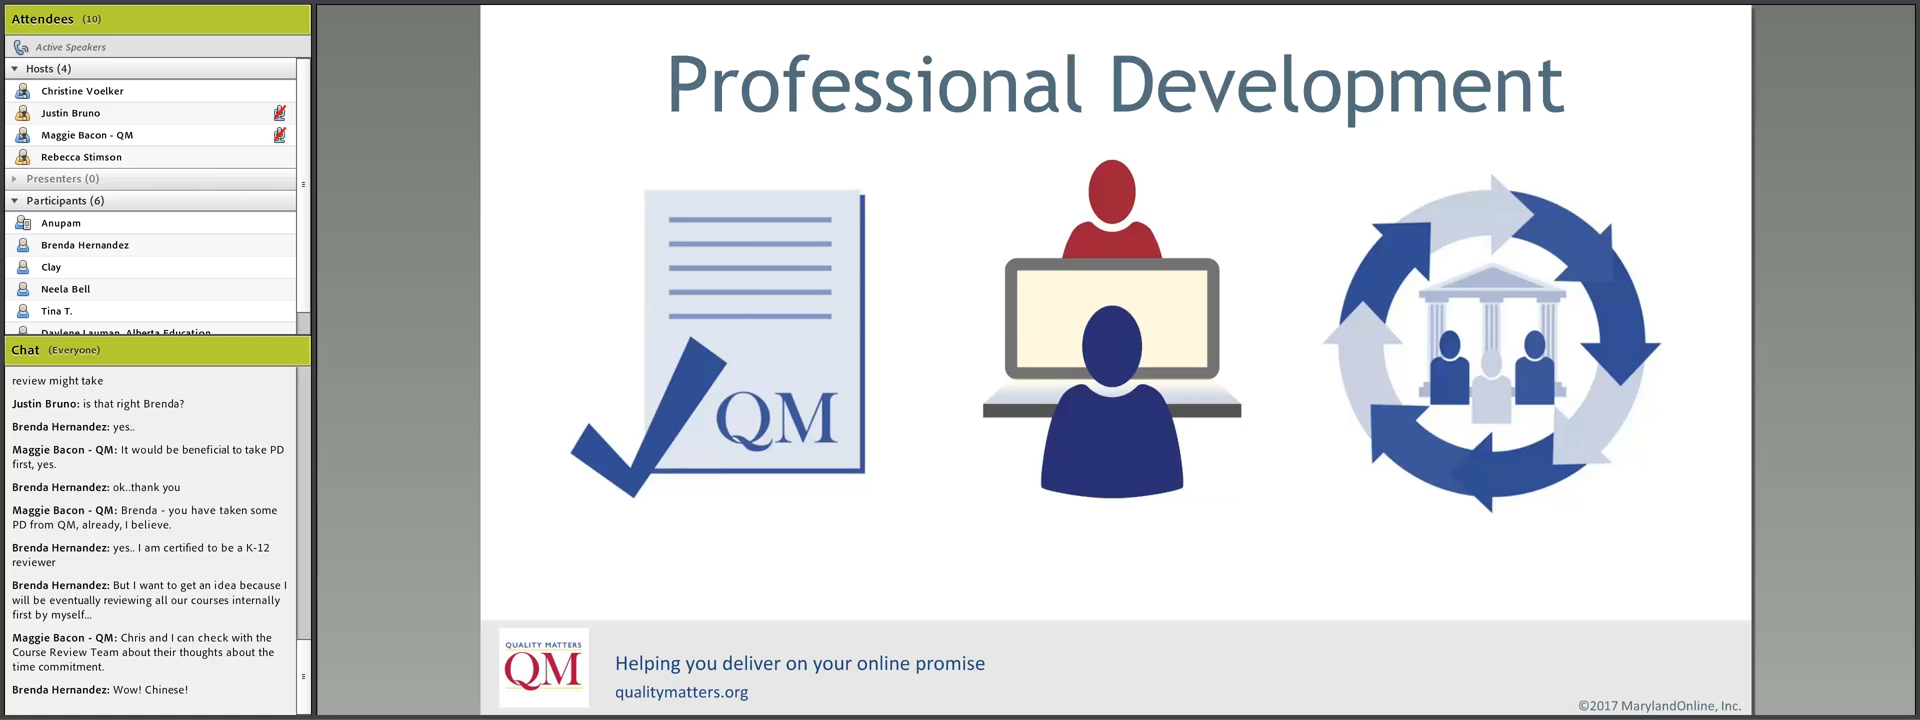 Attendees (10)
Active Speakers
Hosts (4)
Christine Voelker
Justin Bruno
Maggie Bacon - QM
Rebecca Stimson
Presenters (0)
Participants (6)
Anupam
Brenda Hernandez
Clay
Neela Bell
Tina T.
Daylene Lauman, Alberta Education
Chat (Everyone)
review might take
Justin Bruno: is that right Brenda?
Brenda Hernandez: yes..
Maggie Bacon - QM: It would be beneficial to take PD
first, yes.
Brenda Hernandez: ok..thank you
Maggie Bacon - QM: Brenda - you have taken some
PD from QM, already, I believe.
Brenda Hernandez: yes.. I am certified to be a K-12
reviewer
Brenda Hernandez: But I want to get an idea because I
will be eventually reviewing all our courses internally
first by myself...
Maggie Bacon - QM: Chris and I can check with the
Course Review Team about their thoughts about the
time commitment.
Brenda Hernandez: Wow! Chinese!
Professional Development
QM
QUALITY MATTERS
QM
Helping you deliver on your online promise
qualitymatters.org
©2017 MarylandOnline, Inc.